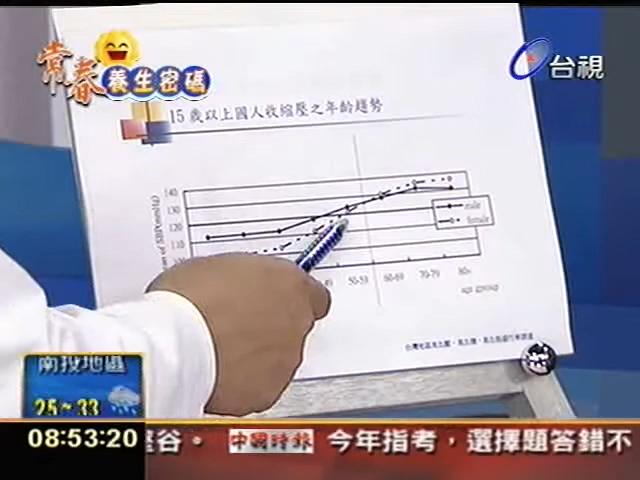 常春
養生密碼
台視
15歲以上國人收縮壓之年齡趨勢
140
130
120
110
male
female
50-59 60-69 70-79 80+
age group
南投地區
25~33
08:53:20
谷。 中國時報 今年指考,選擇題答錯不